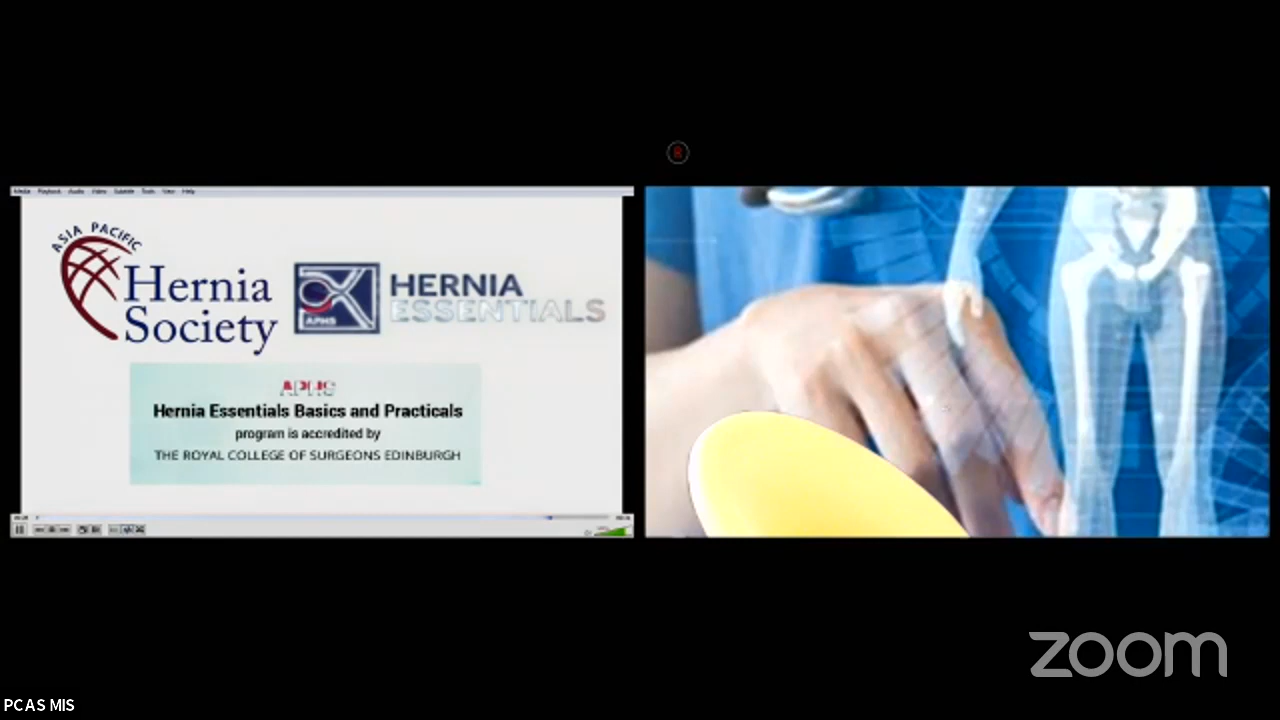 R
Media Playback Audio Video Subtitle Tools View Help
ASIA PACIFIC
Hernia
Society
APHS
HERNIA
ESSENTIALS
APHS
Hernia Essentials Basics and Practicals
program is accredited by
THE ROYAL COLLEGE OF SURGEONS EDINBURGH
zoom
PCAS MIS